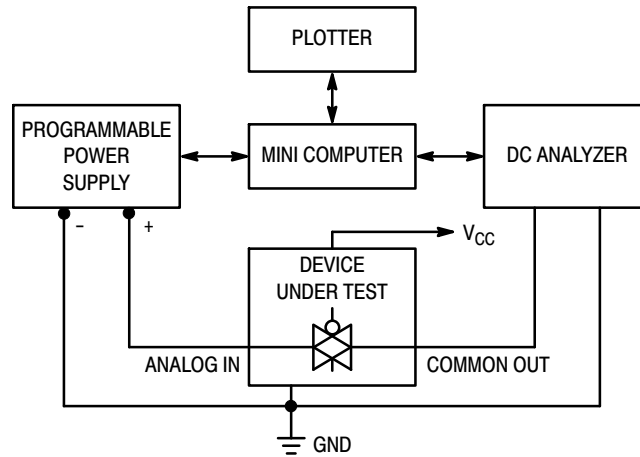 PLOTTER
PROGRAMMABLE
POWER
SUPPLY
MINI COMPUTER
DC ANALYZER
– +
VCC
DEVICE
UNDER TEST
ANALOG IN
COMMON OUT
GND